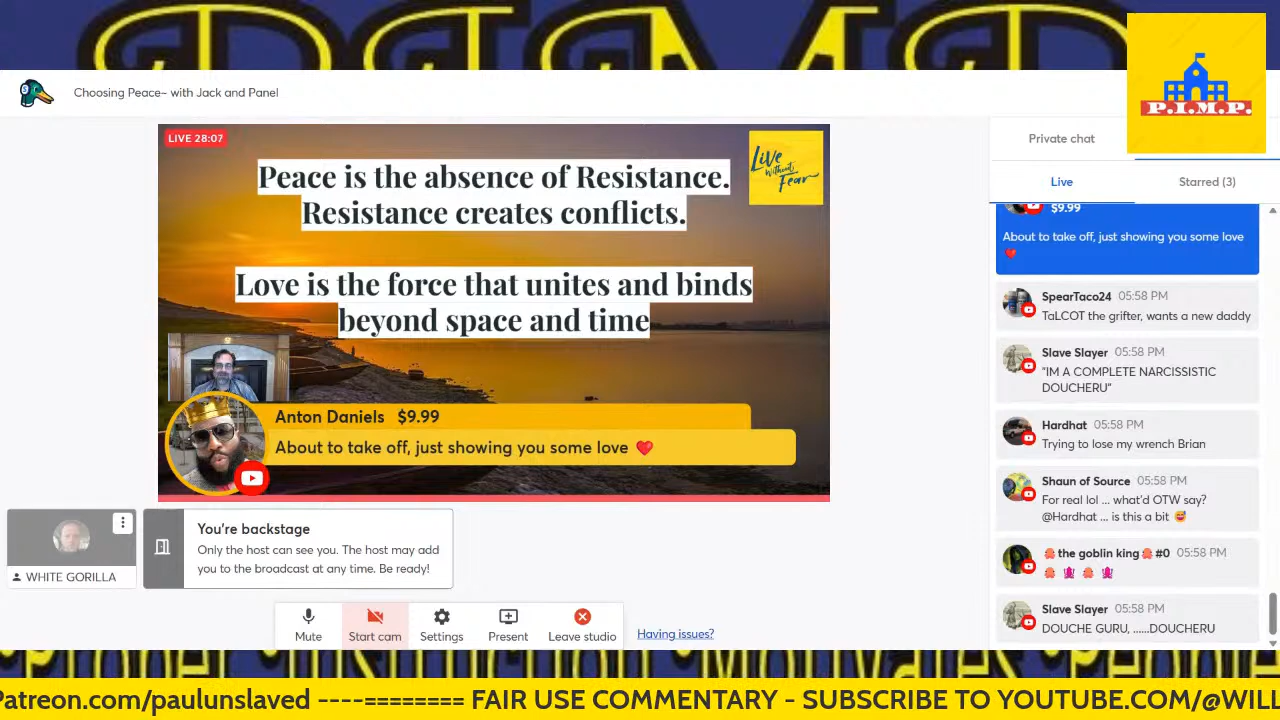 P.I.M.P.
Choosing Peace~ with Jack and Panel
P.I.M.P.
Private chat
LIVE 28:07
Live
Without
Fear
Peace is the absence of Resistance.
Resistance creates conflicts.
Love is the force that unites and binds
beyond space and time
Anton Daniels $9.99
About to take off, just showing you some love ❤️
Live
Starred (3)
$9.99
About to take off, just showing you some love
❤️
SpearTaco24 05:58 PM
TaLCOT the grifter, wants a new daddy
Slave Slayer 05:58 PM
"IM A COMPLETE NARCISSISTIC
DOUCHERU"
Hardhat 05:58 PM
Trying to lose my wrench Brian
Shaun of Source 05:58 PM
For real lol ... what'd OTW say?
@Hardhat ... is this a bit 😅
🐙the goblin king🐙#0 05:58 PM
Slave Slayer 05:58 PM
DOUCHE GURU, ......DOUCHERU
WHITE GORILLA
You're backstage
Only the host can see you. The host may add
you to the broadcast at any time. Be ready!
Mute
Start cam
Settings
Present
Leave studio
Having issues?
Proper Instruction Motivates People
Patreon.com/paulunslaved ----======== FAIR USE COMMENTARY - SUBSCRIBE TO YOUTUBE.COM/@WILL